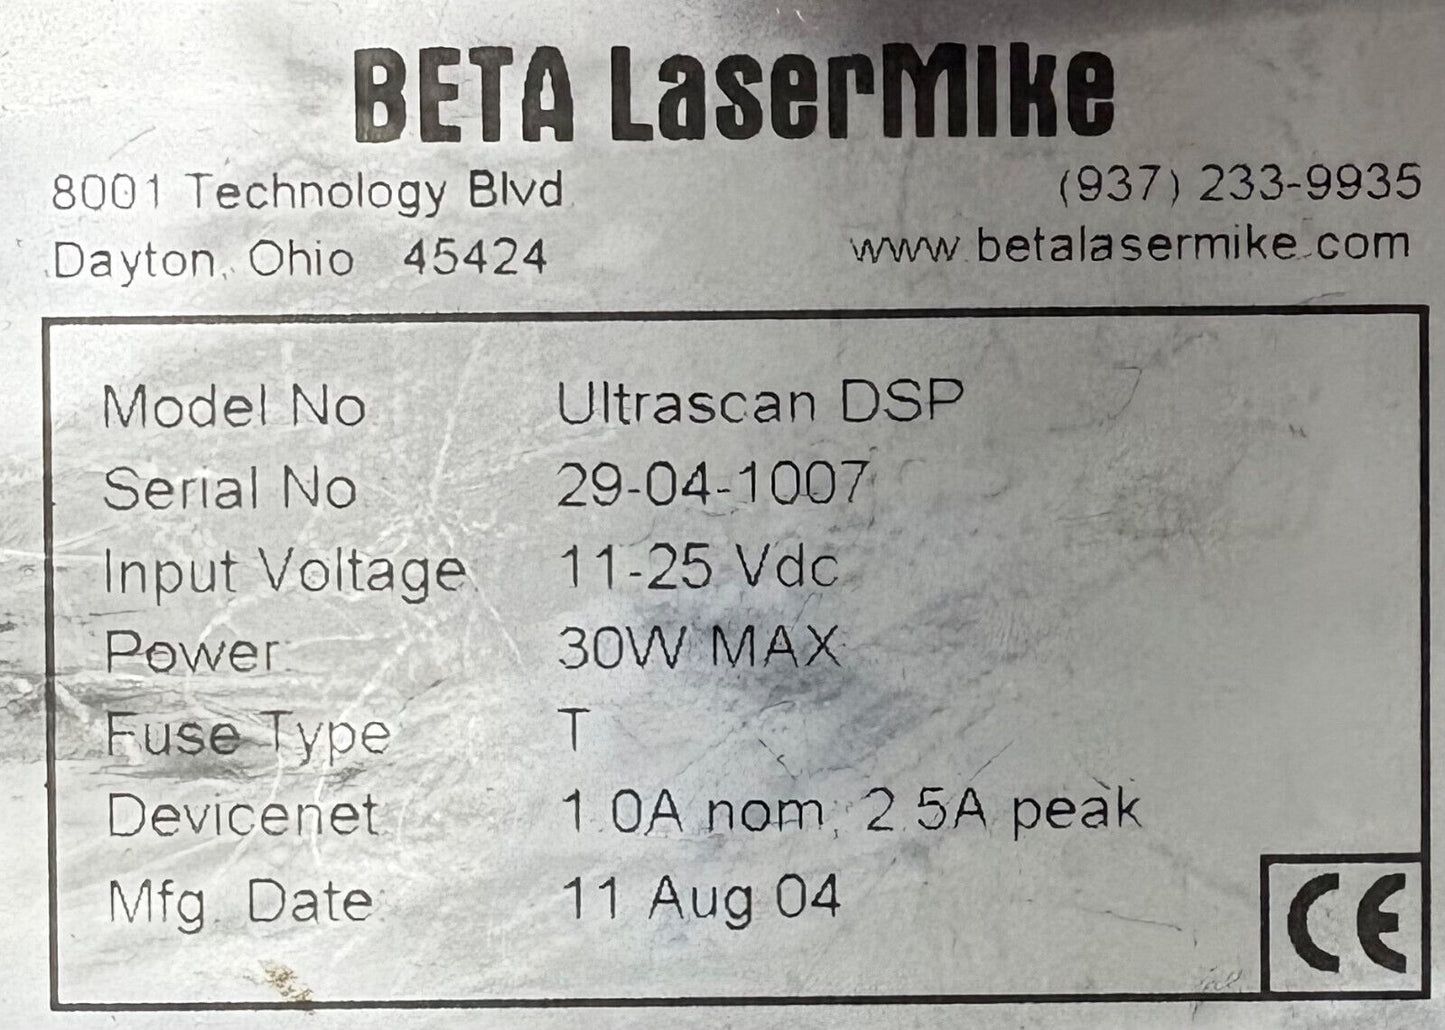 BETA LaserMike
8001 Technology Blvd (937) 233-9935
Dayton, Ohio 45424 www.betalasermike.com
Model No Ultrascan DSP
Serial No 29-04-1007
Input Voltage 11-25 Vdc
Power 30W MAX
Fuse Type T
Devicenet 1.0A nom, 2.5A peak
Mfg. Date 11 Aug 04
CE